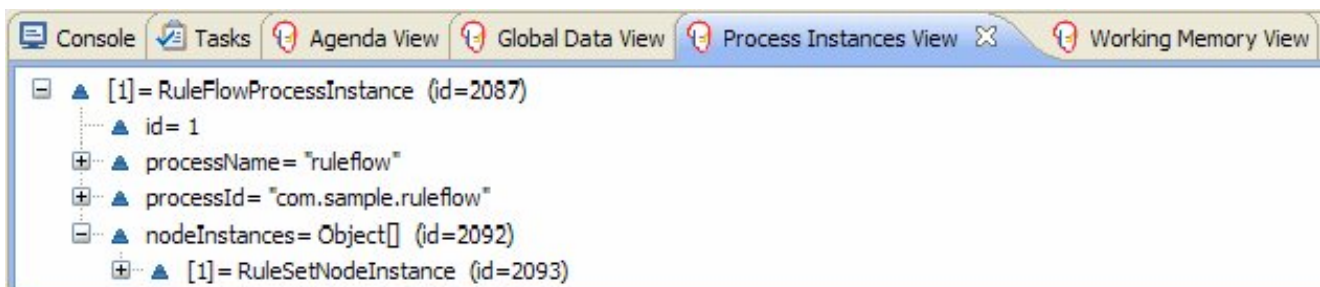 Console Tasks Agenda View Global Data View Process Instances View Working Memory View
[1]= RuleFlowProcessInstance (id=2087)
id= 1
processName= "ruleflow"
processId= "com.sample.ruleflow"
nodeInstances= Object[] (id=2092)
[1]= RuleSetNodeInstance (id=2093)